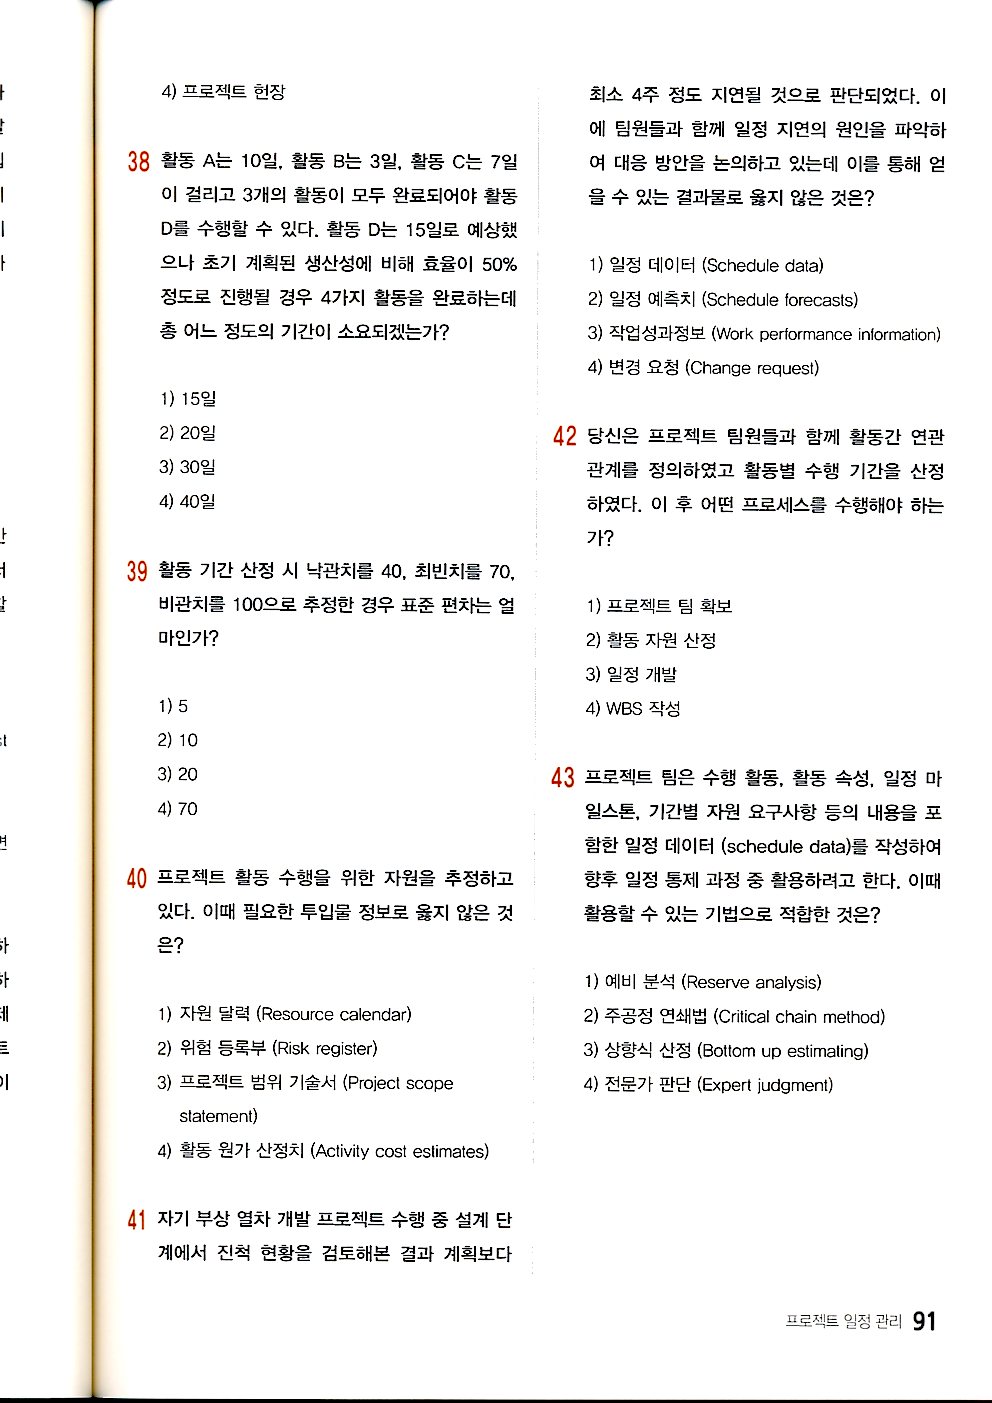 4) 프로젝트 헌장
38 활동 A는 10일, 활동 B는 3일, 활동 C는 7일
이 걸리고 3개의 활동이 모두 완료되어야 활동
D를 수행할 수 있다. 활동 D는 15일로 예상했
으나 초기 계획된 생산성에 비해 효율이 50%
정도로 진행될 경우 4가지 활동을 완료하는데
총 어느 정도의 기간이 소요되겠는가?
1) 15일
2) 20일
3) 30일
4) 40일
39 활동 기간 산정 시 낙관치를 40, 최빈치를 70,
비관치를 100으로 추정한 경우 표준 편차는 얼
마인가?
1) 5
2) 10
3) 20
4) 70
40 프로젝트 활동 수행을 위한 자원을 추정하고
있다. 이때 필요한 투입물 정보로 옳지 않은 것
은?
1) 자원 달력 (Resource calendar)
2) 위험 등록부 (Risk register)
3) 프로젝트 범위 기술서 (Project scope
statement)
4) 활동 원가 산정치 (Activity cost estimates)
41 자기 부상 열차 개발 프로젝트 수행 중 설계 단
계에서 진척 현황을 검토해본 결과 계획보다
최소 4주 정도 지연될 것으로 판단되었다. 이
에 팀원들과 함께 일정 지연의 원인을 파악하
여 대응 방안을 논의하고 있는데 이를 통해 얻
을 수 있는 결과물로 옳지 않은 것은?
1) 일정 데이터 (Schedule data)
2) 일정 예측치 (Schedule forecasts)
3) 작업성과정보 (Work performance information)
4) 변경 요청 (Change request)
42 당신은 프로젝트 팀원들과 함께 활동간 연관
관계를 정의하였고 활동별 수행 기간을 산정
하였다. 이 후 어떤 프로세스를 수행해야 하는
가?
1) 프로젝트 팀 확보
2) 활동 자원 산정
3) 일정 개발
4) WBS 작성
43 프로젝트 팀은 수행 활동, 활동 속성, 일정 마
일스톤, 기간별 자원 요구사항 등의 내용을 포
함한 일정 데이터 (schedule data)를 작성하여
향후 일정 통제 과정 중 활용하려고 한다. 이때
활용할 수 있는 기법으로 적합한 것은?
1) 예비 분석 (Reserve analysis)
2) 주공정 연쇄법 (Critical chain method)
3) 상향식 산정 (Bottom up estimating)
4) 전문가 판단 (Expert judgment)
프로젝트 일정 관리 91